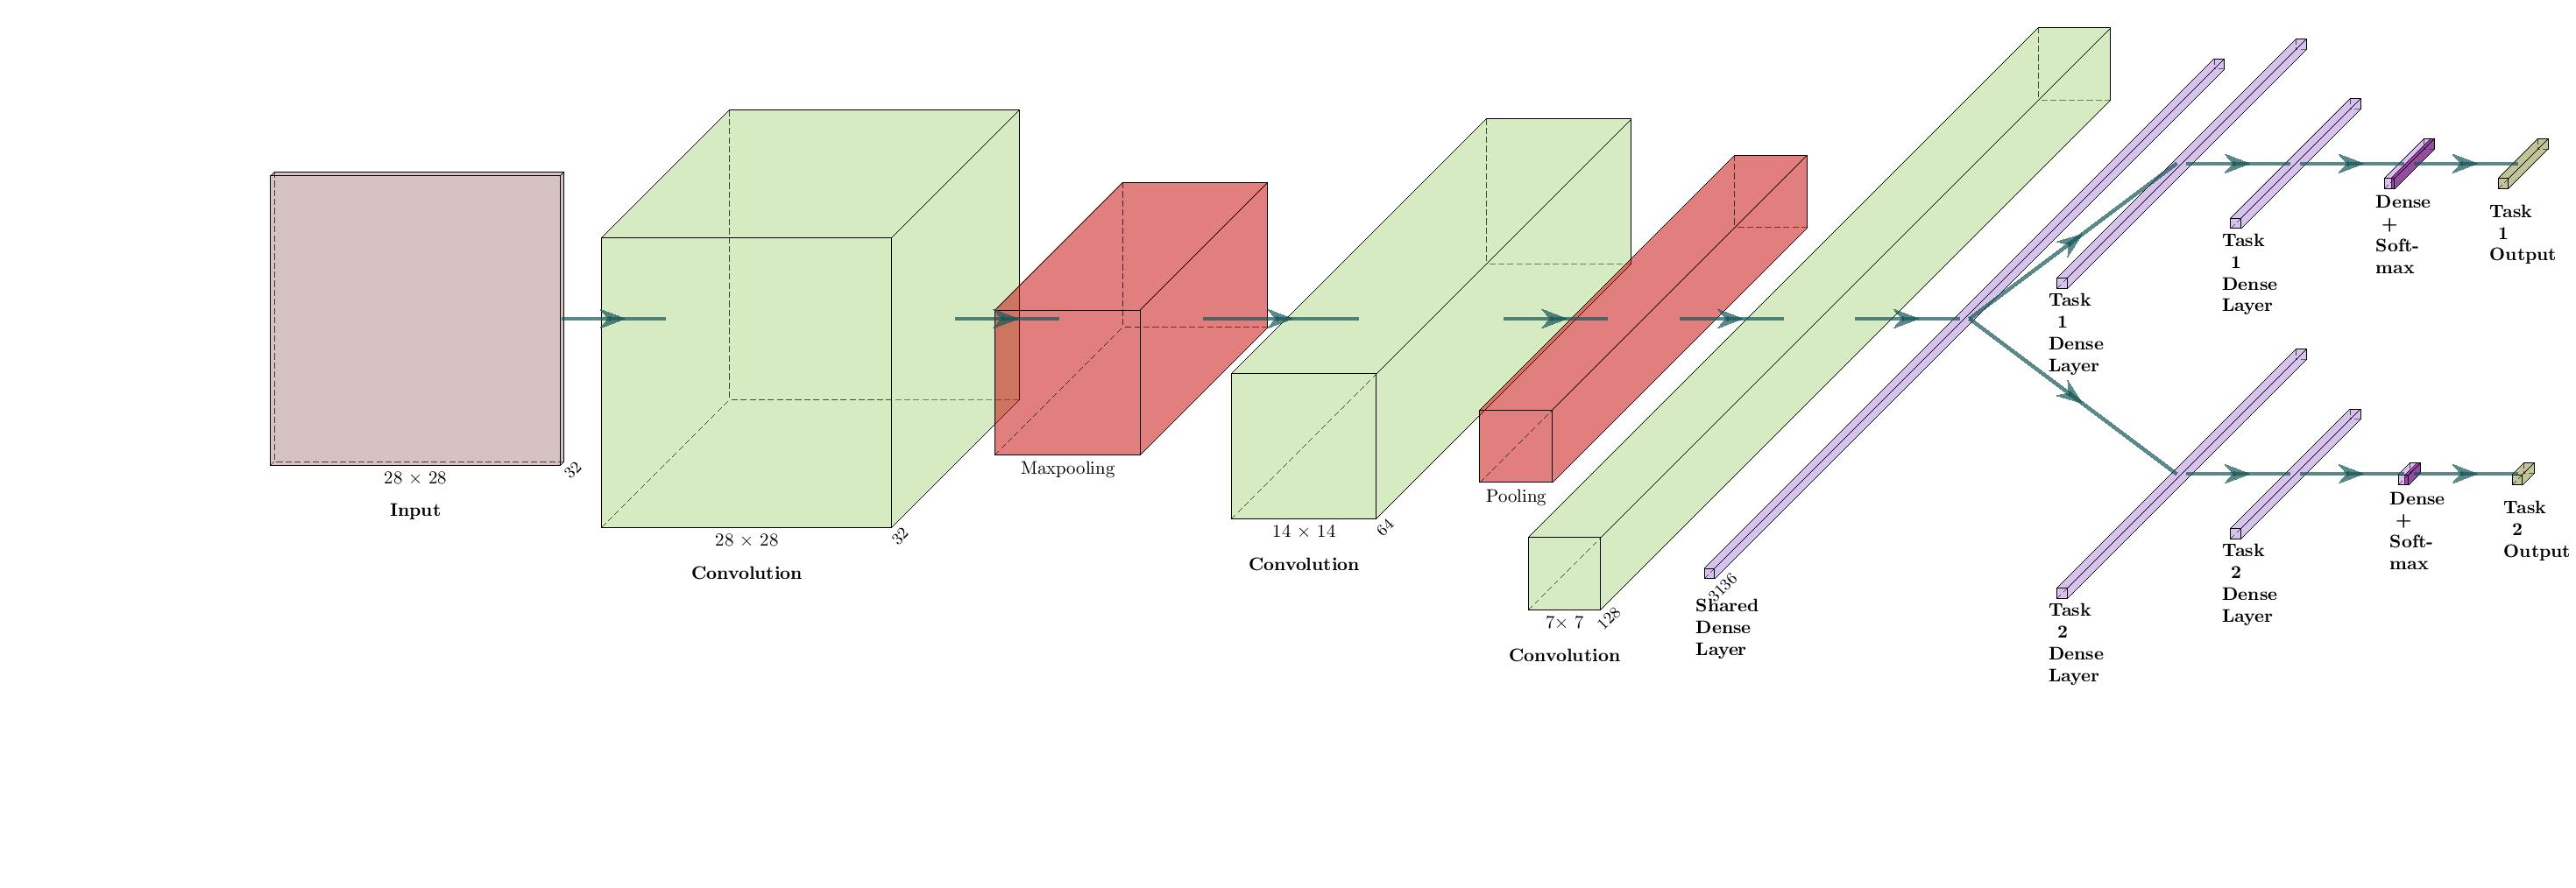 28 × 28
32
Input
28 × 28
32
Convolution
Maxpooling
14 × 14
64
Convolution
Pooling
7× 7
128
Convolution
3136
Shared
Dense
Layer
Task
1
Dense
Layer
Task
1
Dense
Layer
Dense
+
Soft-
max
Task
1
Output
Task
2
Dense
Layer
Task
2
Dense
Layer
Dense
+
Soft-
max
Task
2
Output